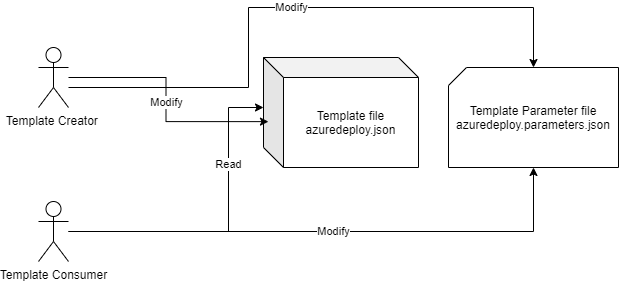 Modify
Template Creator
Modify
Template file
azuredeploy.json
Template Parameter file
azuredeploy.parameters.json
Read
Modify
Template Consumer